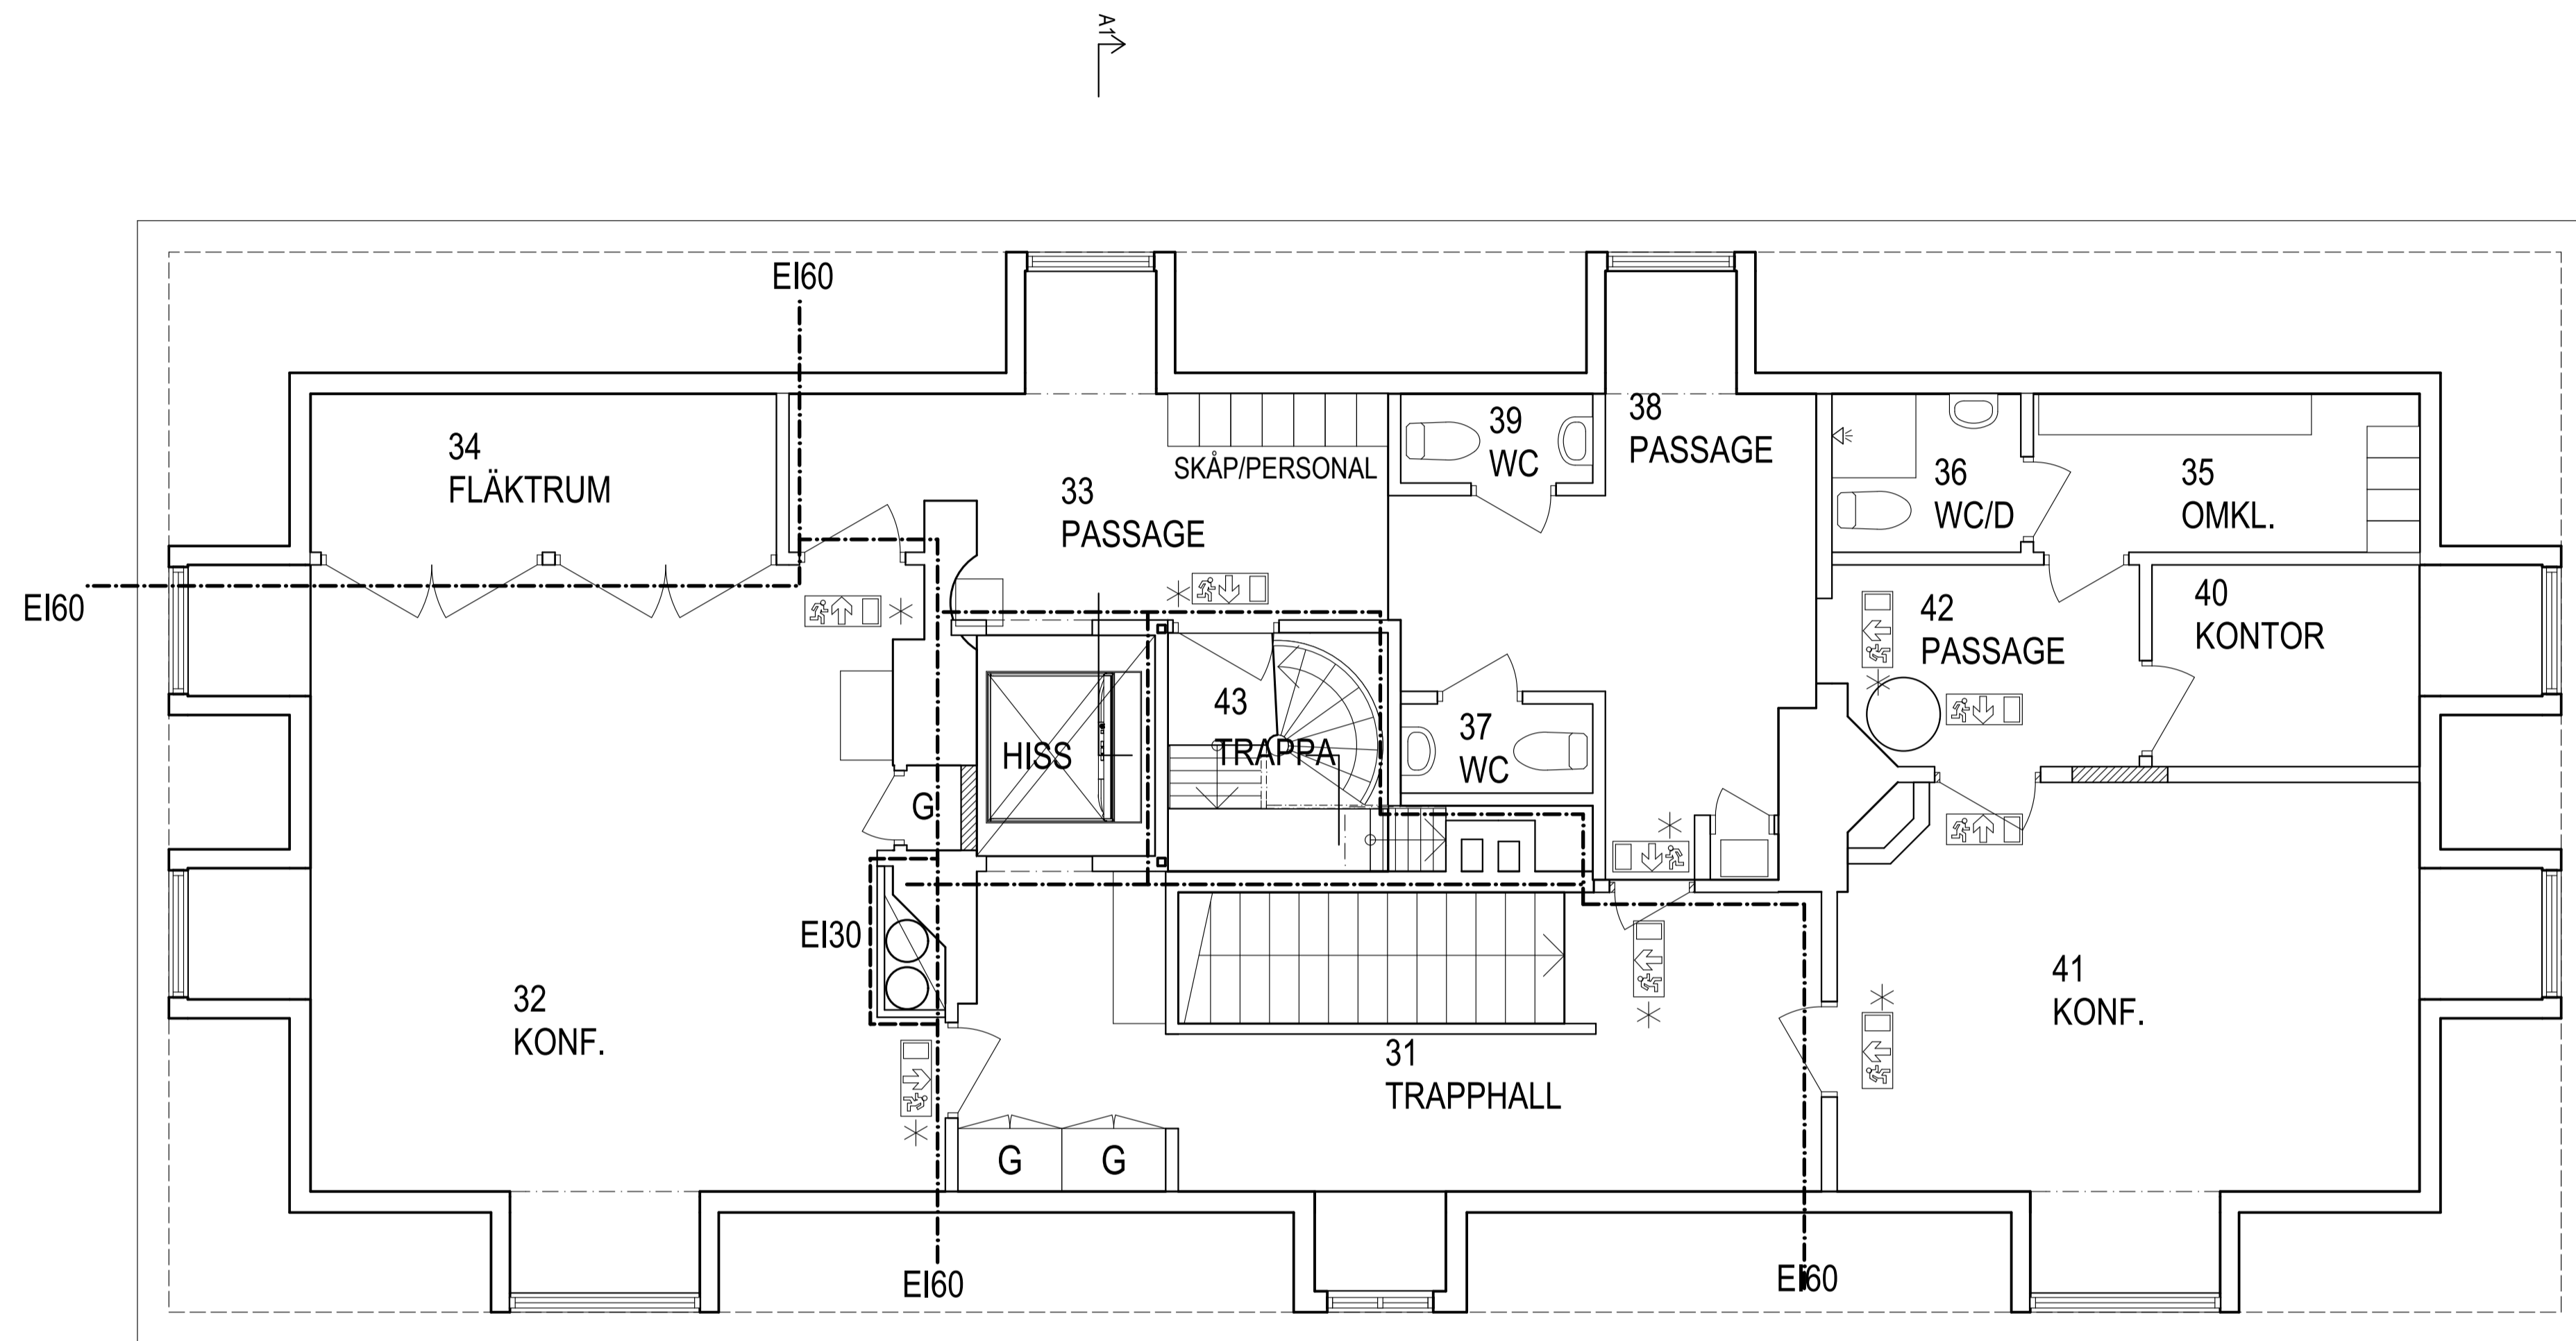 A1
EI60
34
FLÄKTRUM
33
PASSAGE
SKÅP/PERSONAL
39
WC
38
PASSAGE
36
WC/D
35
OMKL.
EI60
42
PASSAGE
40
KONTOR
HISS
43
TRAPPA
37
WC
G
EI30
32
KONF.
31
TRAPPHALL
41
KONF.
G
G
EI60
EI60